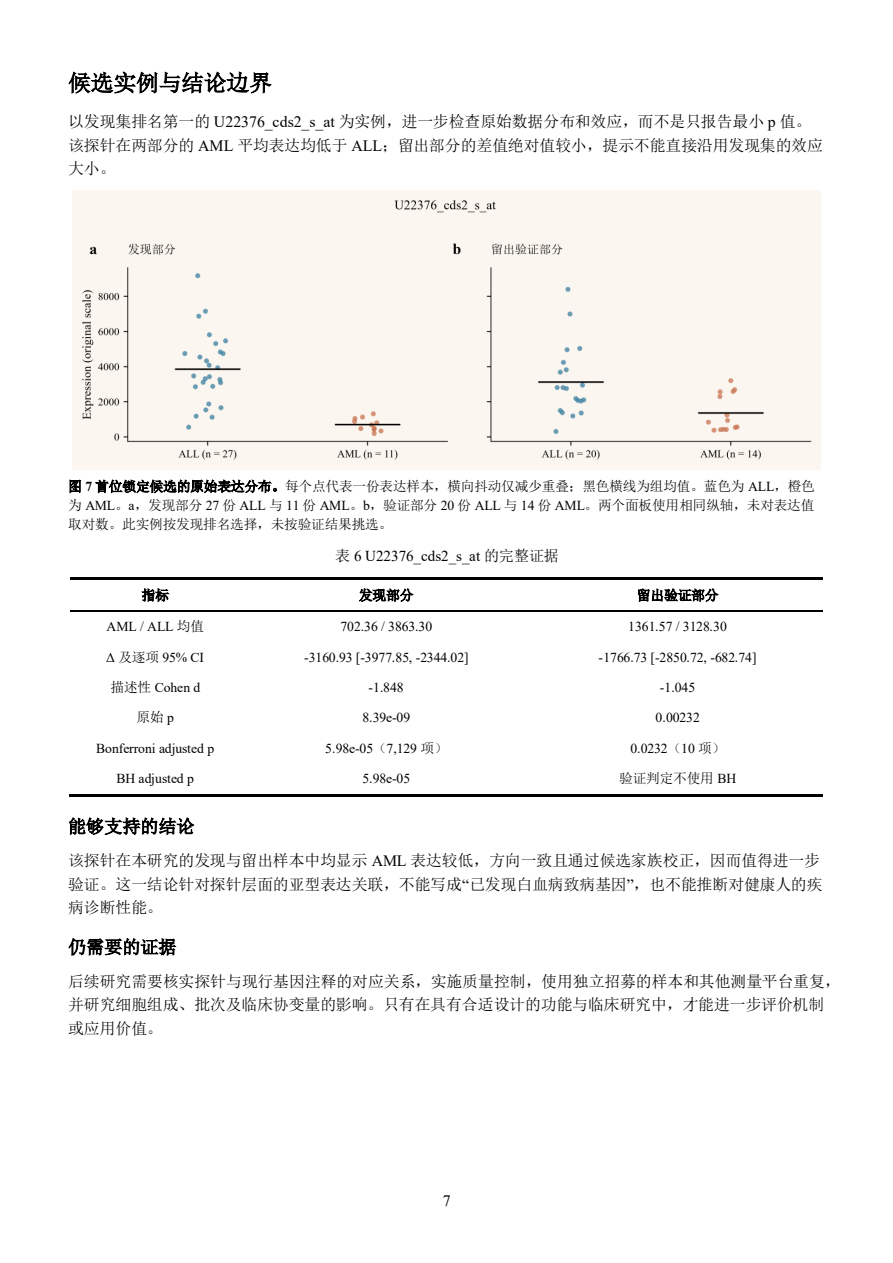 候选实例与结论边界
以发现集排名第一的 U22376_cds2_s_at 为实例，进一步检查原始数据分布和效应，而不是只报告最小 p 值。
该探针在两部分的 AML 平均表达均低于 ALL；留出部分的差值绝对值较小，提示不能直接沿用发现集的效应
大小。
U22376_cds2_s_at
a 发现部分
b 留出验证部分
Expression (original scale)
8000
6000
4000
2000
0
ALL (n = 27)
AML (n = 11)
ALL (n = 20)
AML (n = 14)
图 7 首位锁定候选的原始表达分布。每个点代表一份表达样本，横向抖动仅减少重叠；黑色横线为组均值。蓝色为 ALL，橙色
为 AML。a，发现部分 27 份 ALL 与 11 份 AML。b，验证部分 20 份 ALL 与 14 份 AML。两个面板使用相同纵轴，未对表达值
取对数。此实例按发现排名选择，未按验证结果挑选。
表 6 U22376_cds2_s_at 的完整证据
指标 发现部分 留出验证部分
AML / ALL 均值 702.36 / 3863.30 1361.57 / 3128.30
Δ 及逐项 95% CI -3160.93 [-3977.85, -2344.02] -1766.73 [-2850.72, -682.74]
描述性 Cohen d -1.848 -1.045
原始 p 8.39e-09 0.00232
Bonferroni adjusted p 5.98e-05（7,129 项） 0.0232（10 项）
BH adjusted p 5.98e-05 验证判定不使用 BH
能够支持的结论
该探针在本研究的发现与留出样本中均显示 AML 表达较低，方向一致且通过候选家族校正，因而值得进一步
验证。这一结论针对探针层面的亚型表达关联，不能写成“已发现白血病致病基因”，也不能推断对健康人的疾
病诊断性能。
仍需要的证据
后续研究需要核实探针与现行基因注释的对应关系，实施质量控制，使用独立招募的样本和其他测量平台重复，
并研究细胞组成、批次及临床协变量的影响。只有在具有合适设计的功能与临床研究中，才能进一步评价机制
或应用价值。
7